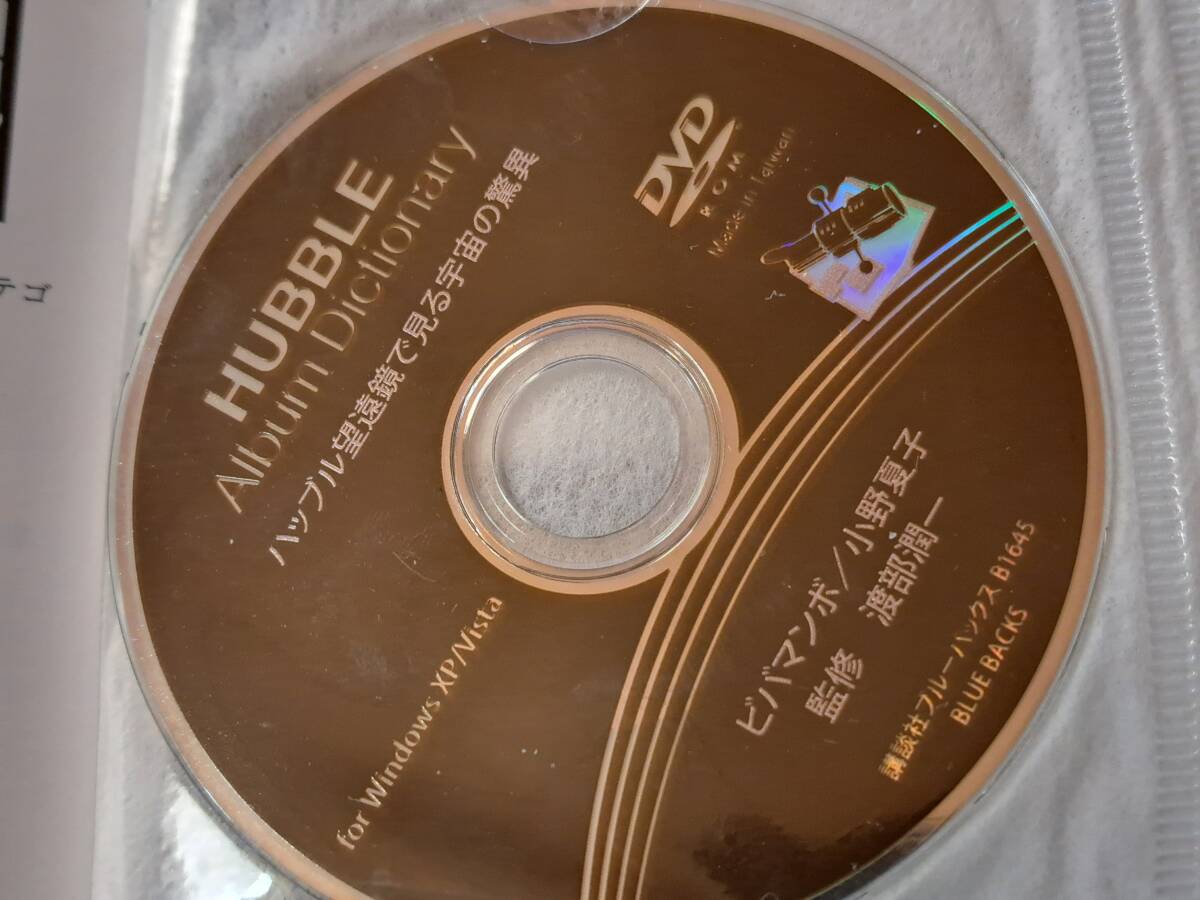 HUBBLE
Album Dictionary
ハッブル望遠鏡で見る宇宙の驚異
DVD
ROM
Made in Taiwan
for Windows XP/Vista
ビバマンボ/小野夏子
監修 渡部潤一
講談社ブルーバックス B1645
BLUE BACKS
テゴ